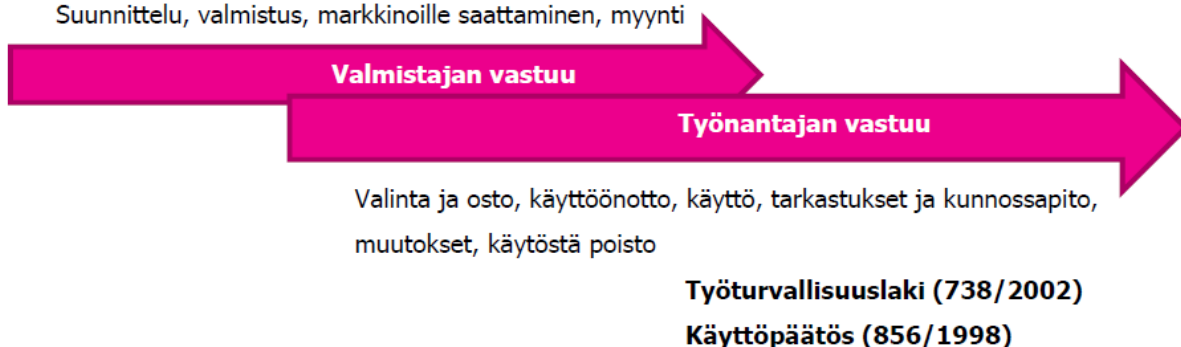 Suunnittelu, valmistus, markkinoille saattaminen, myynti
Valmistajan vastuu
Työnantajan vastuu
Valinta ja osto, käyttöönotto, käyttö, tarkastukset ja kunnossapito,
muutokset, käytöstä poisto
Työturvallisuuslaki (738/2002)
Käyttöpäätös (856/1998)